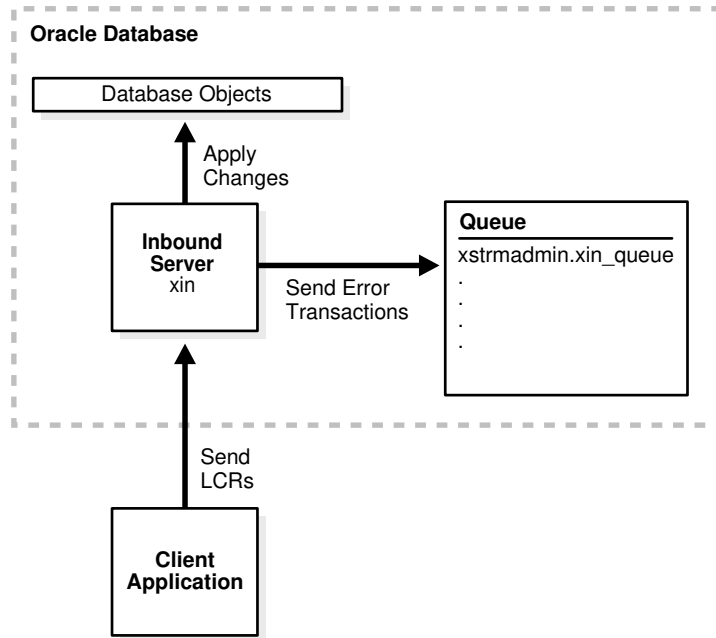 Oracle Database
Database Objects
Apply
Changes
Inbound
Server
xin
Queue
xstrmadmin.xin_queue
.
.
.
.
Send Error
Transactions
Send
LCRs
Client
Application